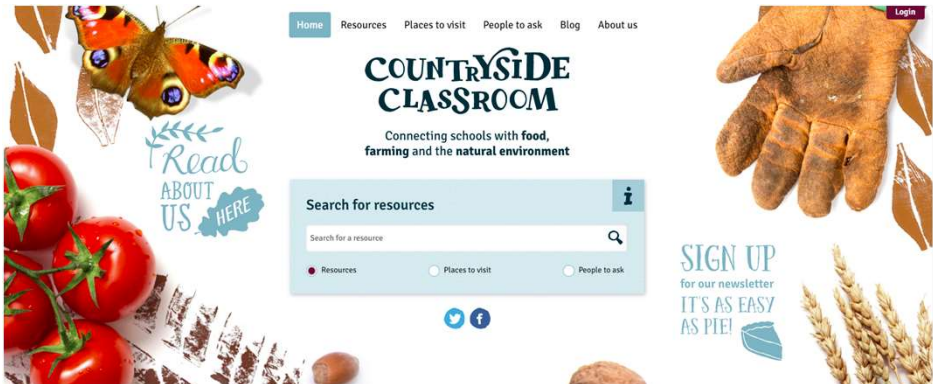 Login
Home Resources Places to visit People to ask Blog About us
COUNTRYSIDE
CLASSROOM
Connecting schools with food,
farming and the natural environment
Read
ABOUT
US HERE
Search for resources i
Search for a resource
Resources Places to visit People to ask
SIGN UP
for our newsletter
IT'S AS EASY
AS PIE!
f